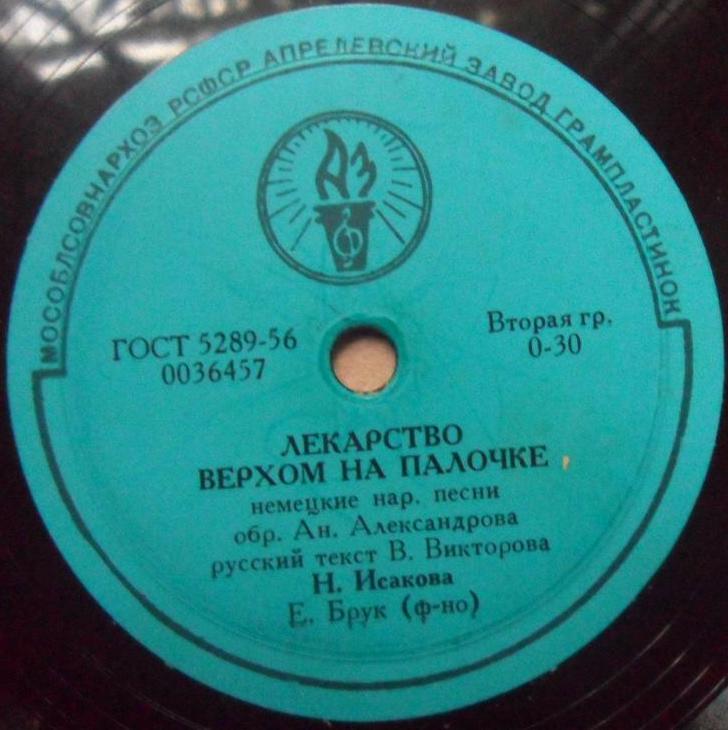 МОСОБЛСОВНАРХОЗ РСФСР АПРЕЛЕВСКИЙ ЗАВОД ГРАМПЛАСТИНОК
АЗ
ГОСТ 5289-56
0036457
Вторая гр.
0-30
ЛЕКАРСТВО
ВЕРХОМ НА ПАЛОЧКЕ
немецкие нар. песни
обр. Ан. Александрова
русский текст В. Викторова
Н. Исакова
Е. Брук (ф-но)